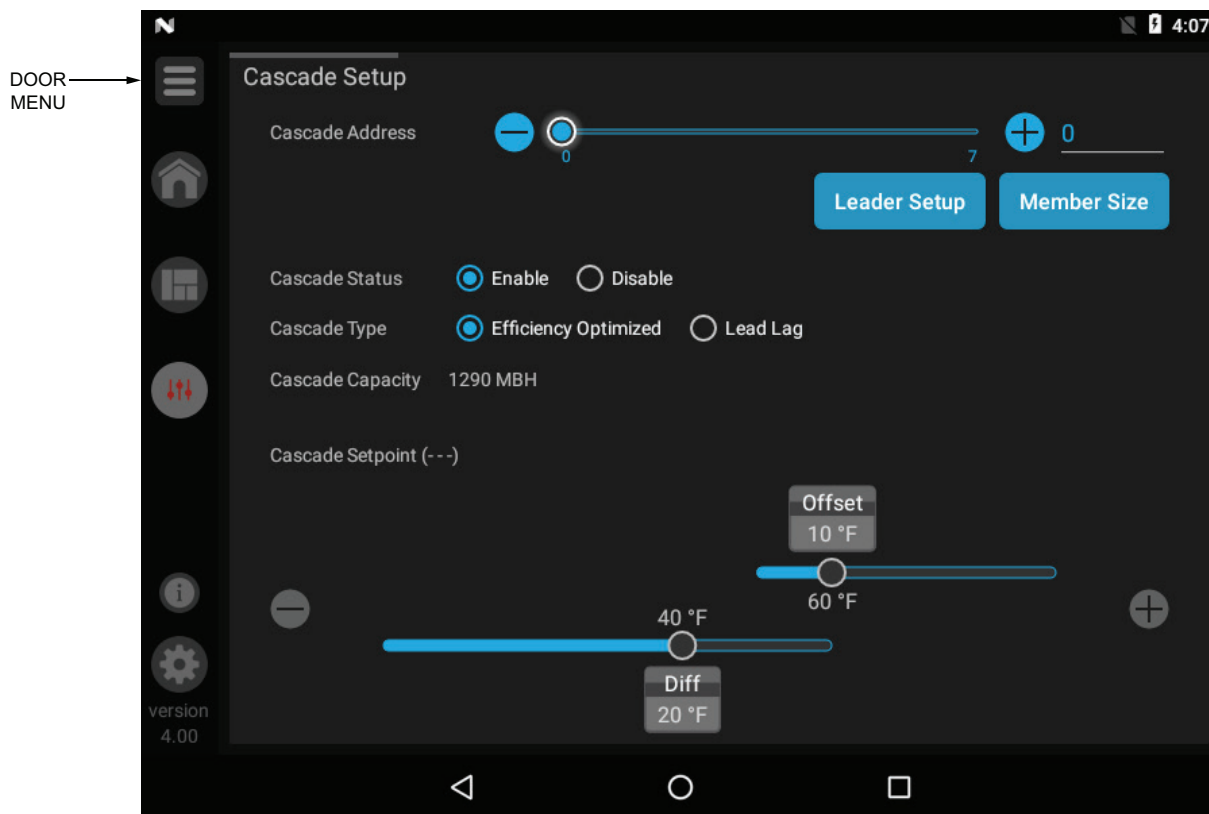 4:07
DOOR
MENU
Cascade Setup
Cascade Address
0
7
0
Leader Setup
Member Size
Cascade Status
Enable
Disable
Cascade Type
Efficiency Optimized
Lead Lag
Cascade Capacity
1290 MBH
Cascade Setpoint (---)
Offset
10 °F
60 °F
40 °F
Diff
20 °F
version
4.00